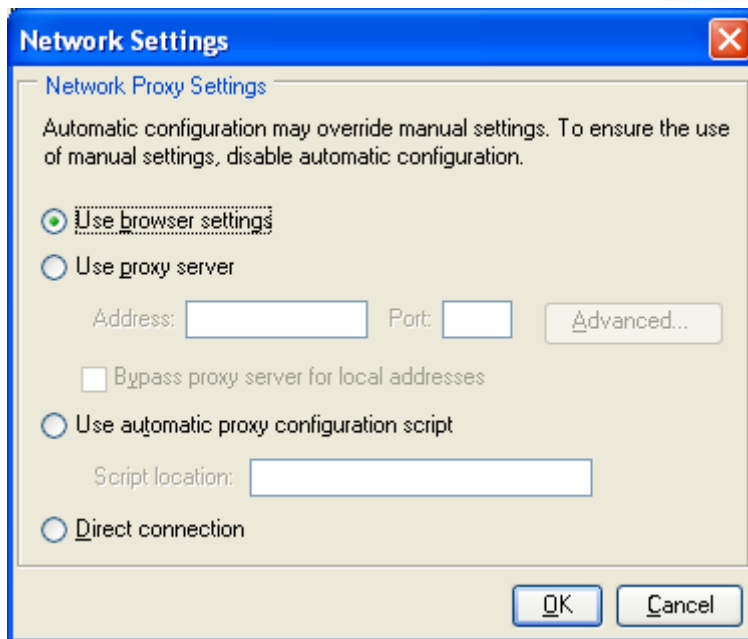 Network Settings
Network Proxy Settings
Automatic configuration may override manual settings. To ensure the use
of manual settings, disable automatic configuration.
Use browser settings
Use proxy server
Address: Port: Advanced...
Bypass proxy server for local addresses
Use automatic proxy configuration script
Script location:
Direct connection
OK Cancel